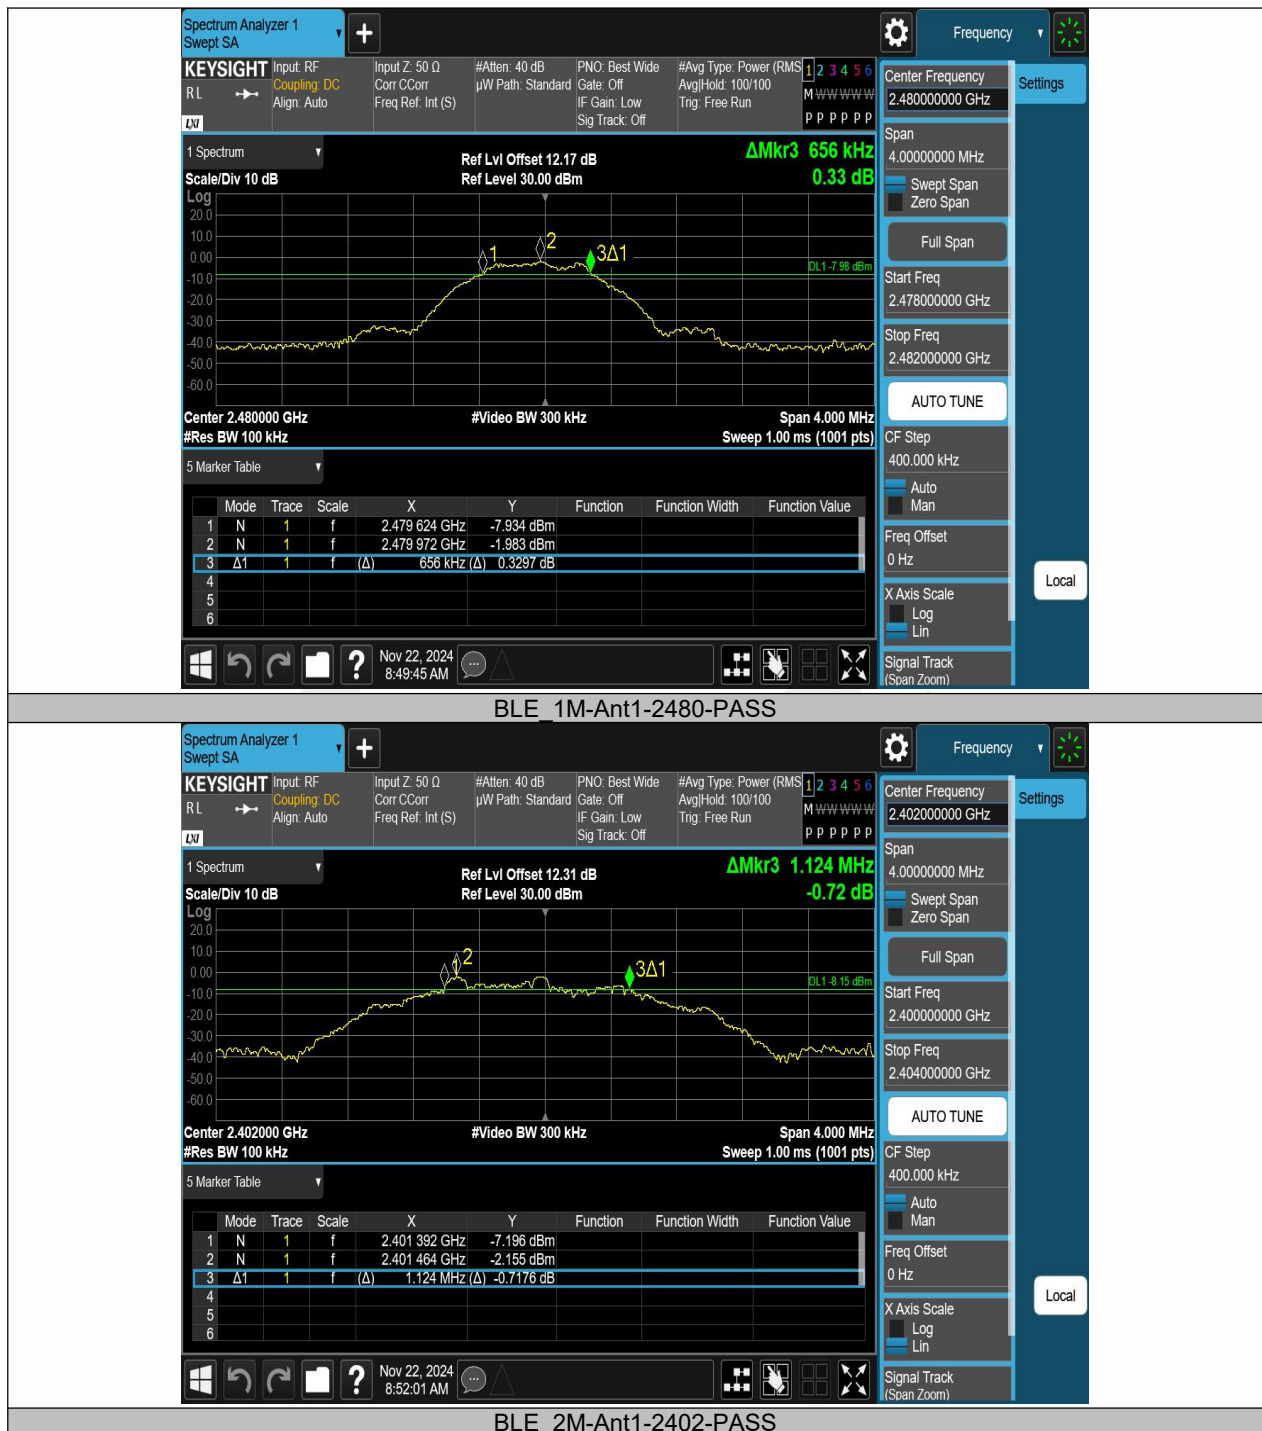 Spectrum Analyzer 1
Swept SA
Frequency
KEYSIGHT
RL
LXI
Input: RF
Coupling: DC
Align: Auto
Input Z: 50 Ω
Corr CCorr
Freq Ref: Int (S)
#Atten: 40 dB
µW Path: Standard
PNO: Best Wide
Gate: Off
IF Gain: Low
Sig Track: Off
#Avg Type: Power (RMS
Avg|Hold: 100/100
Trig: Free Run
1 2 3 4 5 6
M W W W W W
P P P P P P
Center Frequency
2.480000000 GHz
Settings
Span
4.00000000 MHz
Swept Span
Zero Span
Full Span
Start Freq
2.478000000 GHz
Stop Freq
2.482000000 GHz
AUTO TUNE
CF Step
400.000 kHz
Auto
Man
Freq Offset
0 Hz
X Axis Scale
Log
Lin
Signal Track
(Span Zoom)
Local
1 Spectrum
Scale/Div 10 dB
Ref Lvl Offset 12.17 dB
Ref Level 30.00 dBm
ΔMkr3 656 kHz
0.33 dB
Log
20.0
10.0
0.00
-10.0
-20.0
-30.0
-40.0
-50.0
-60.0
1
2
3Δ1
DL1 -7.98 dBm
Center 2.480000 GHz
#Video BW 300 kHz
Span 4.000 MHz
#Res BW 100 kHz
Sweep 1.00 ms (1001 pts)
5 Marker Table
Mode Trace Scale X Y Function Function Width Function Value
1 N 1 f 2.479 624 GHz -7.934 dBm
2 N 1 f 2.479 972 GHz -1.983 dBm
3 Δ1 1 f (Δ) 656 kHz (Δ) 0.3297 dB
4
5
6
?
Nov 22, 2024
8:49:45 AM
BLE_1M-Ant1-2480-PASS
Spectrum Analyzer 1
Swept SA
Frequency
KEYSIGHT
RL
LXI
Input: RF
Coupling: DC
Align: Auto
Input Z: 50 Ω
Corr CCorr
Freq Ref: Int (S)
#Atten: 40 dB
µW Path: Standard
PNO: Best Wide
Gate: Off
IF Gain: Low
Sig Track: Off
#Avg Type: Power (RMS
Avg|Hold: 100/100
Trig: Free Run
1 2 3 4 5 6
M W W W W W
P P P P P P
Center Frequency
2.402000000 GHz
Settings
Span
4.00000000 MHz
Swept Span
Zero Span
Full Span
Start Freq
2.400000000 GHz
Stop Freq
2.404000000 GHz
AUTO TUNE
CF Step
400.000 kHz
Auto
Man
Freq Offset
0 Hz
X Axis Scale
Log
Lin
Signal Track
(Span Zoom)
Local
1 Spectrum
Scale/Div 10 dB
Ref Lvl Offset 12.31 dB
Ref Level 30.00 dBm
ΔMkr3 1.124 MHz
-0.72 dB
Log
20.0
10.0
0.00
-10.0
-20.0
-30.0
-40.0
-50.0
-60.0
1
2
3Δ1
DL1 -8.15 dBm
Center 2.402000 GHz
#Video BW 300 kHz
Span 4.000 MHz
#Res BW 100 kHz
Sweep 1.00 ms (1001 pts)
5 Marker Table
Mode Trace Scale X Y Function Function Width Function Value
1 N 1 f 2.401 392 GHz -7.196 dBm
2 N 1 f 2.401 464 GHz -2.155 dBm
3 Δ1 1 f (Δ) 1.124 MHz (Δ) -0.7176 dB
4
5
6
?
Nov 22, 2024
8:52:01 AM
BLE_2M-Ant1-2402-PASS